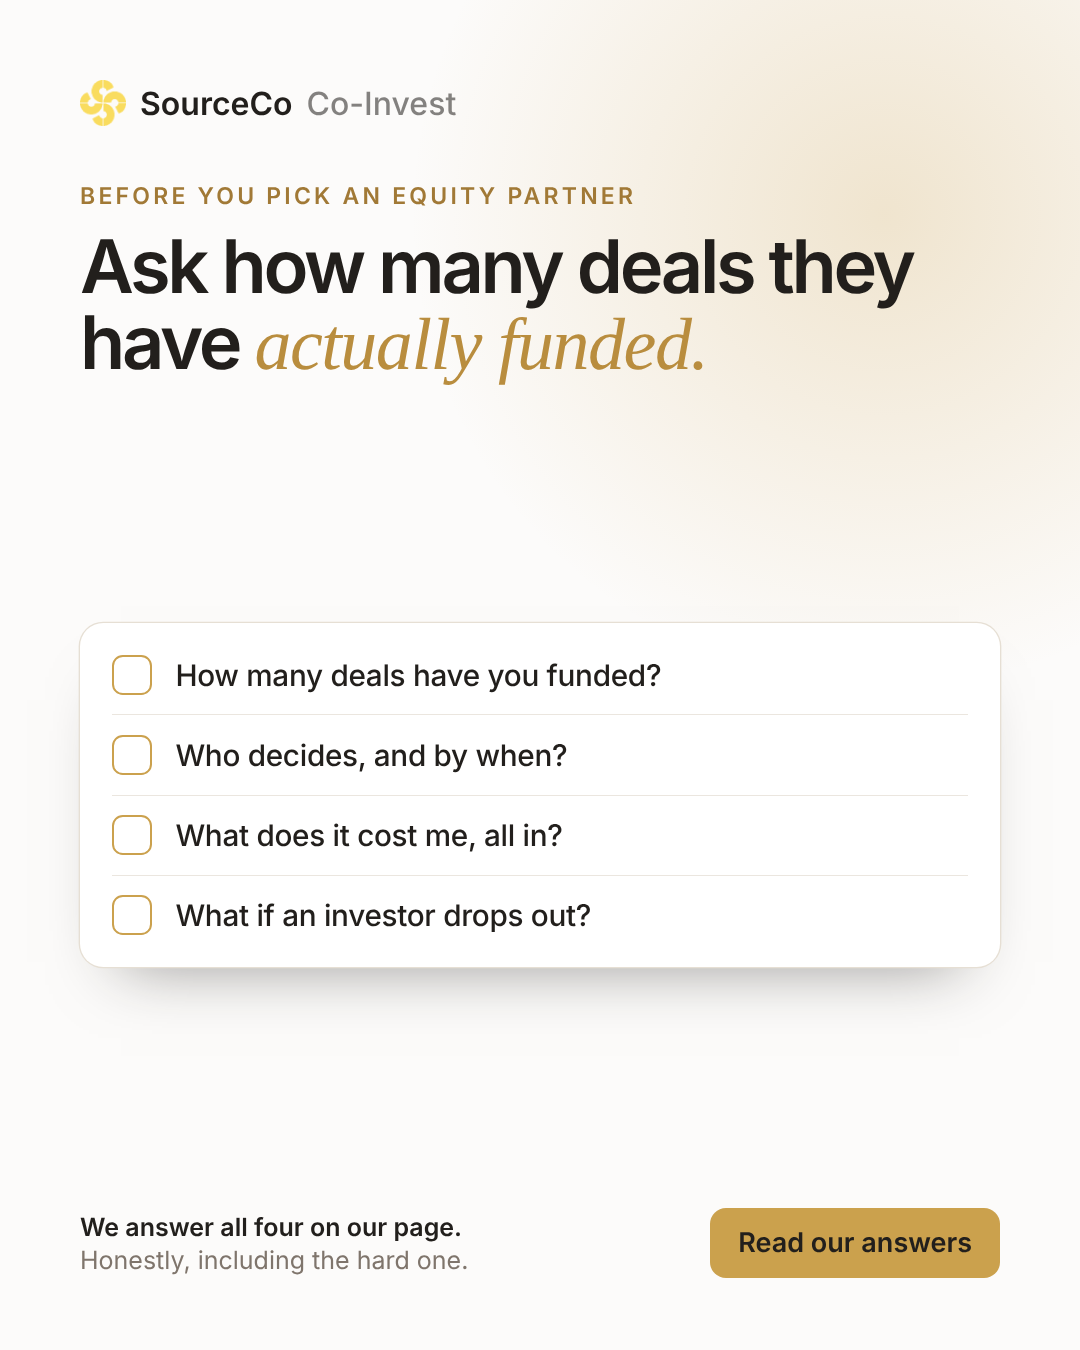 SourceCo Co-Invest
BEFORE YOU PICK AN EQUITY PARTNER
Ask how many deals they
have actually funded.
How many deals have you funded?
Who decides, and by when?
What does it cost me, all in?
What if an investor drops out?
We answer all four on our page.
Honestly, including the hard one.
Read our answers